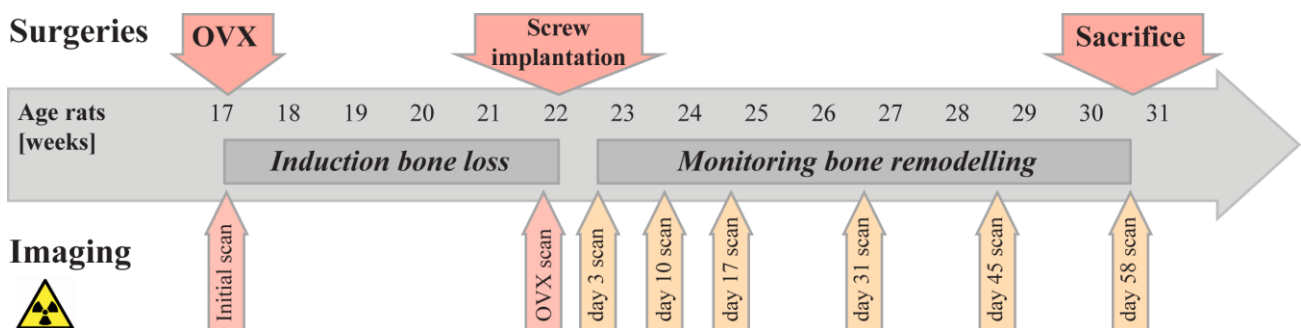 Surgeries
OVX
Screw
implantation
Sacrifice
Age rats
[weeks]
17 18 19 20 21 22 23 24 25 26 27 28 29 30 31
Induction bone loss
Monitoring bone remodelling
Imaging
Initial scan
OVX scan
day 3 scan
day 10 scan
day 17 scan
day 31 scan
day 45 scan
day 58 scan